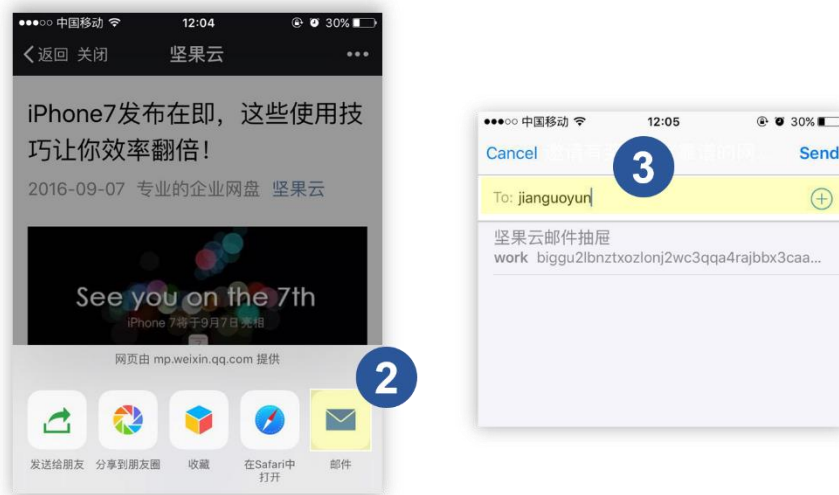 中国移动 12:04 30%
返回 关闭 坚果云
iPhone7发布在即，这些使用技
巧让你效率翻倍！
2016-09-07 专业的企业网盘 坚果云
See you on the 7th
iPhone 7将于9月7日亮相
7
网页由 mp.weixin.qq.com 提供
2
发送给朋友 分享到朋友圈 收藏 在Safari中
打开 邮件
中国移动 12:05 30%
Cancel Send
3
To: jianguoyun
坚果云邮件抽屉
work biggu2lbnztxozlonj2wc3qqa4rajbbx3caa...